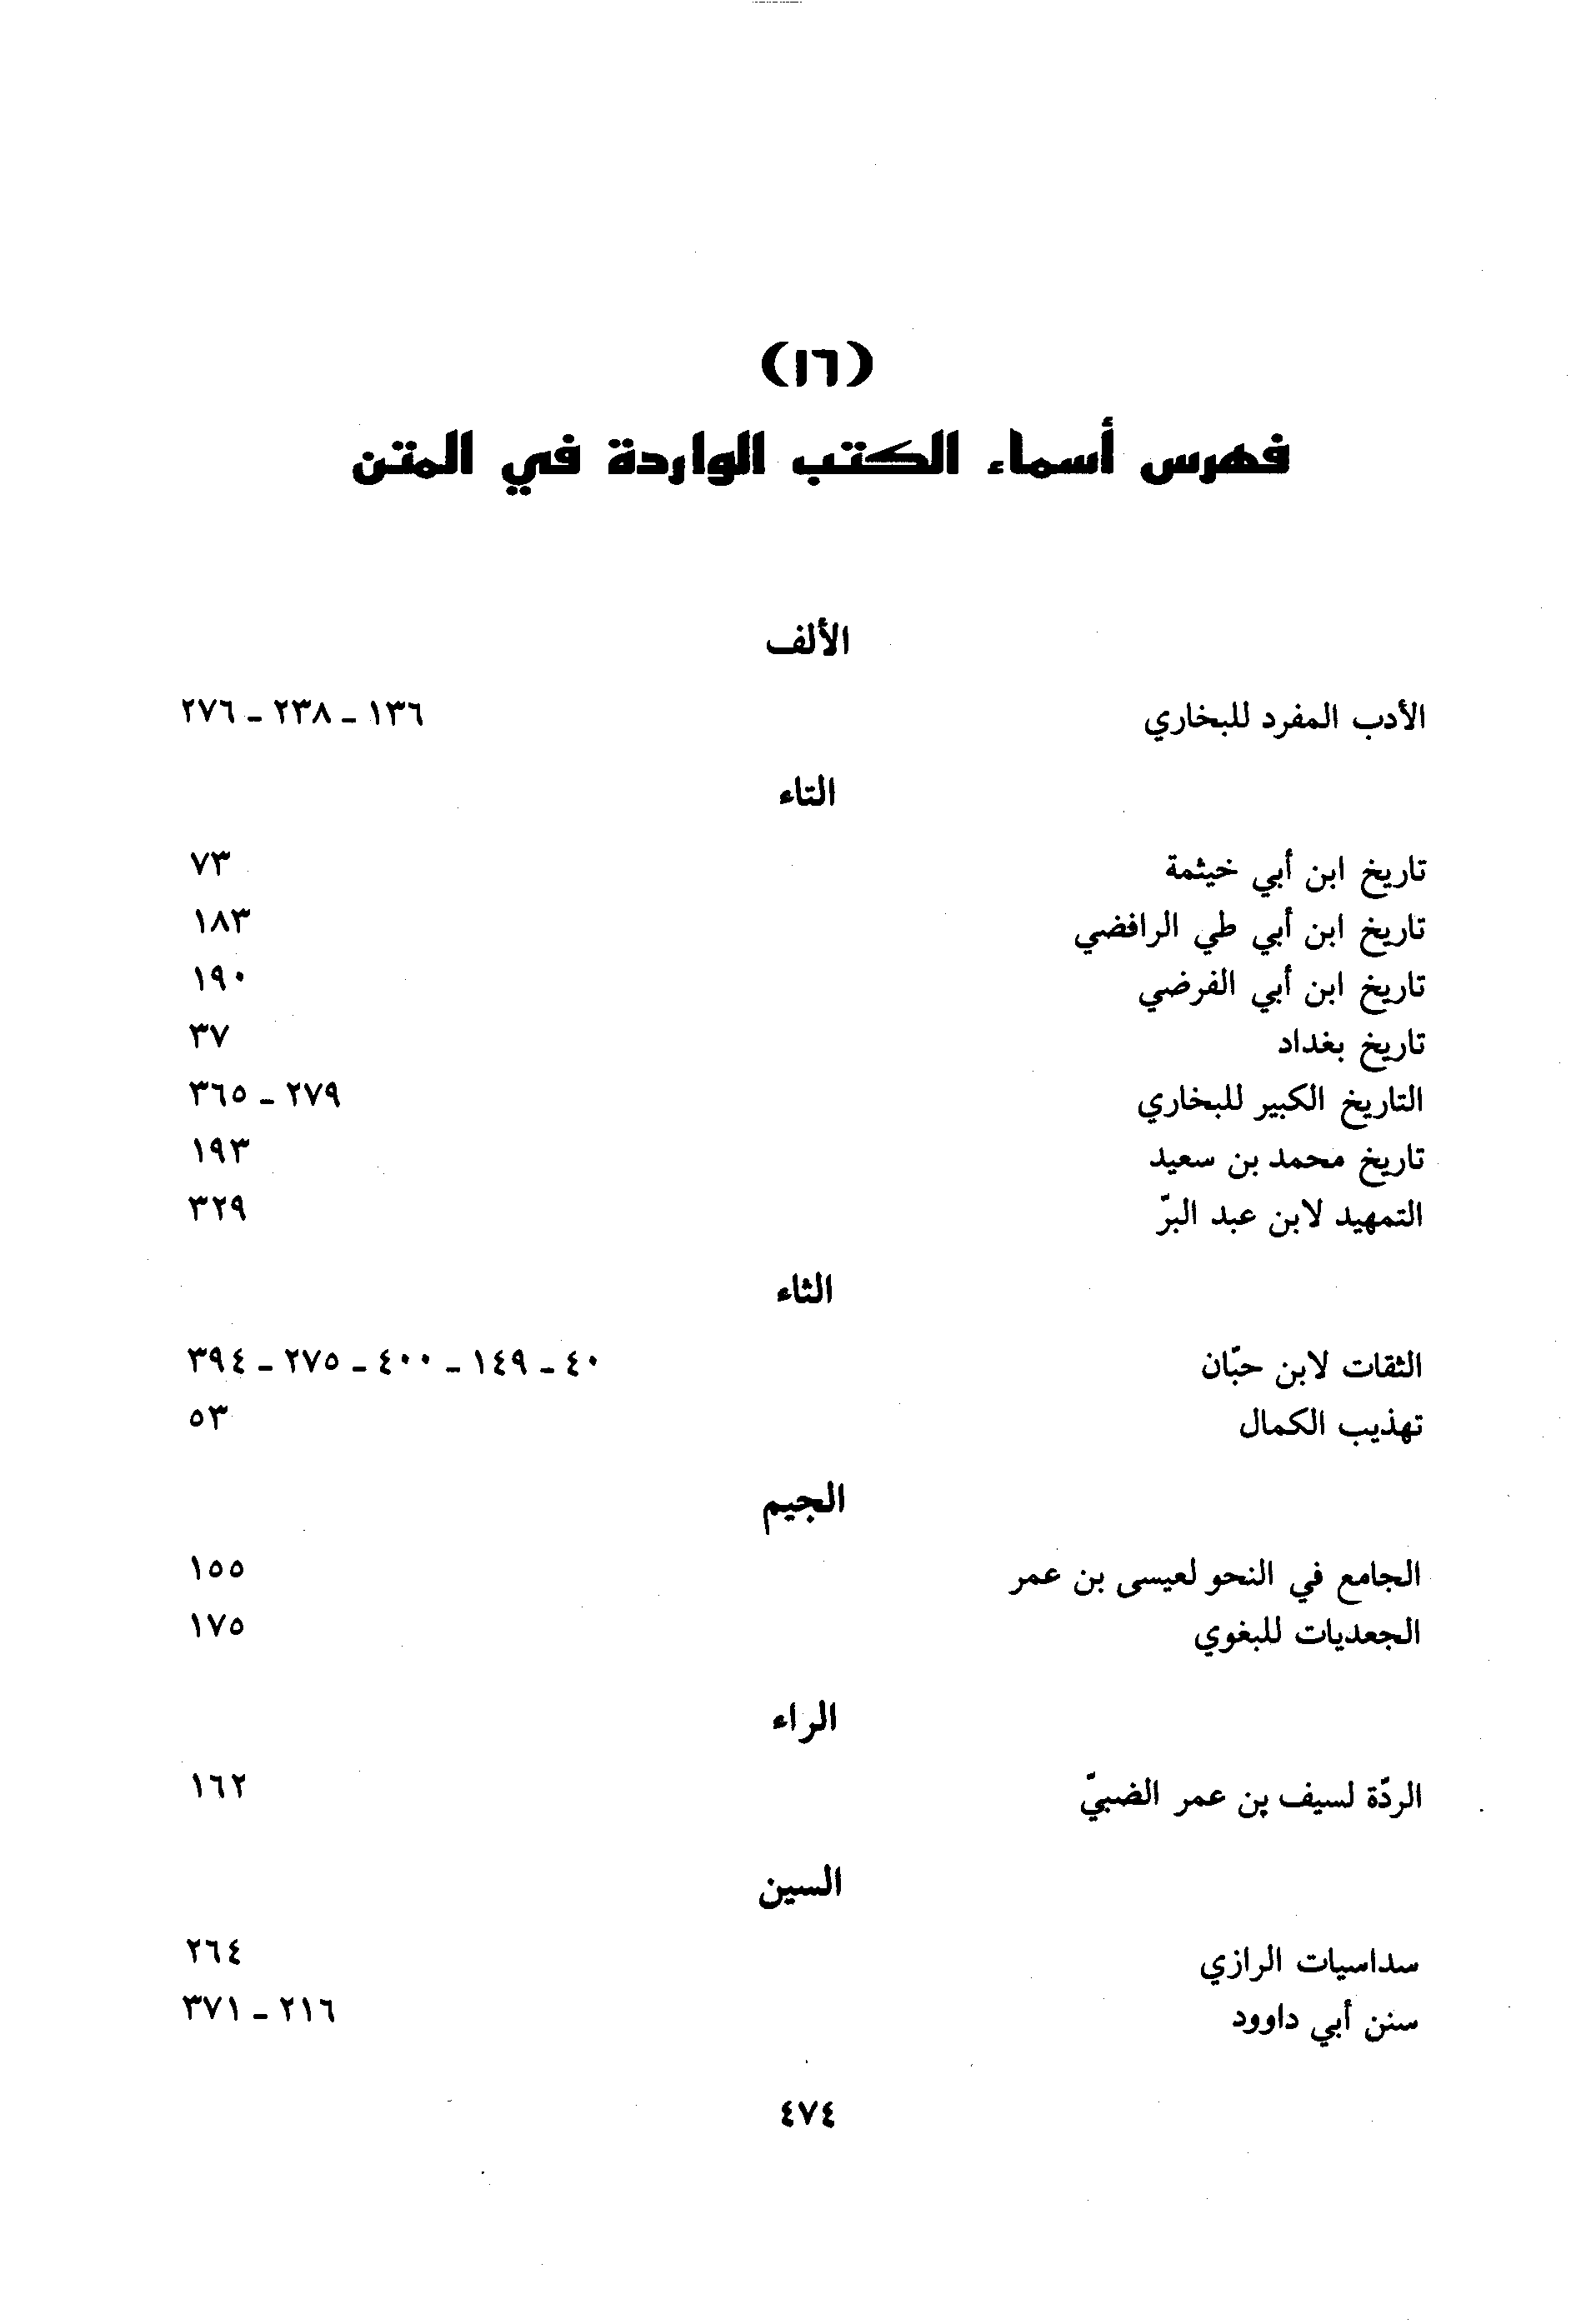 (١٦)
فهرس أسماء الكتب الواردة في المتن
الألف
الأدب المفرد للبخاري ١٣٦ - ٢٣٨ - ٢٧٦
التاء
تاريخ ابن أبي خيثمة ٧٣
تاريخ ابن أبي طي الرافضي ١٨٣
تاريخ ابن أبي الفرضي ١٩٠
تاريخ بغداد ٣٧
التاريخ الكبير للبخاري ٢٧٩ - ٣٦٥
تاريخ محمد بن سعيد ١٩٣
التمهيد لابن عبد البرّ ٣٢٩
الثاء
الثقات لابن حبّان ٤٠ - ١٤٩ - ٤٠٠ - ٢٧٥ - ٣٩٤
تهذيب الكمال ٥٣
الجيم
الجامع في النحو لعيسى بن عمر ١٥٥
الجعديات للبغوي ١٧٥
الراء
الردّة لسيف بن عمر الضبيّ ١٦٢
السين
سداسيات الرازي ٢٦٤
سنن أبي داوود ٢١٦ - ٣٧١
٤٧٤